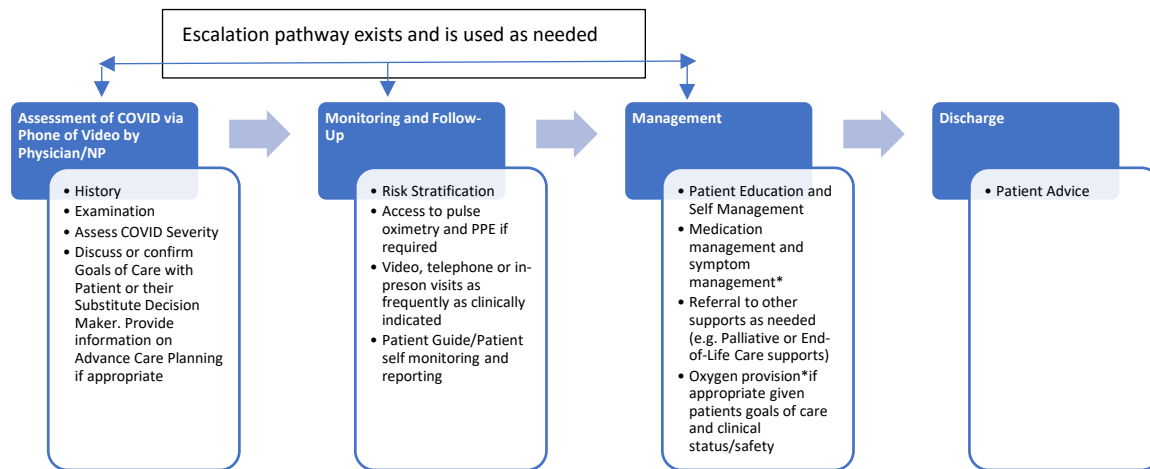 Escalation pathway exists and is used as needed
Assessment of COVID via
Phone of Video by
Physician/NP
• History
• Examination
• Assess COVID Severity
• Discuss or confirm
Goals of Care with
Patient or their
Substitute Decision
Maker. Provide
information on
Advance Care Planning
if appropriate
Monitoring and Follow-
Up
• Risk Stratification
• Access to pulse
oximetry and PPE if
required
• Video, telephone or in-
preson visits as
frequently as clinically
indicated
• Patient Guide/Patient
self monitoring and
reporting
Management
• Patient Education and
Self Management
• Medication
management and
symptom
management*
• Referral to other
supports as needed
(e.g. Palliative or End-
of-Life Care supports)
• Oxygen provision*if
appropriate given
patients goals of care
and clinical
status/safety
Discharge
• Patient Advice